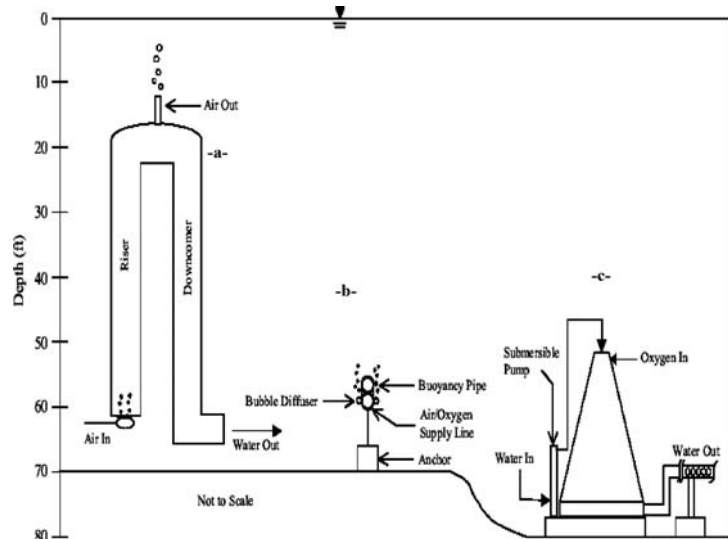 0
10
20
30
40
50
60
70
80
Depth (ft)
Air Out
-a-
Riser
Downcomer
Air In
Water Out
-b-
Bubble Diffuser
Buoyancy Pipe
Air/Oxygen
Supply Line
Anchor
Not to Scale
-c-
Submersible
Pump
Oxygen In
Water In
Water Out